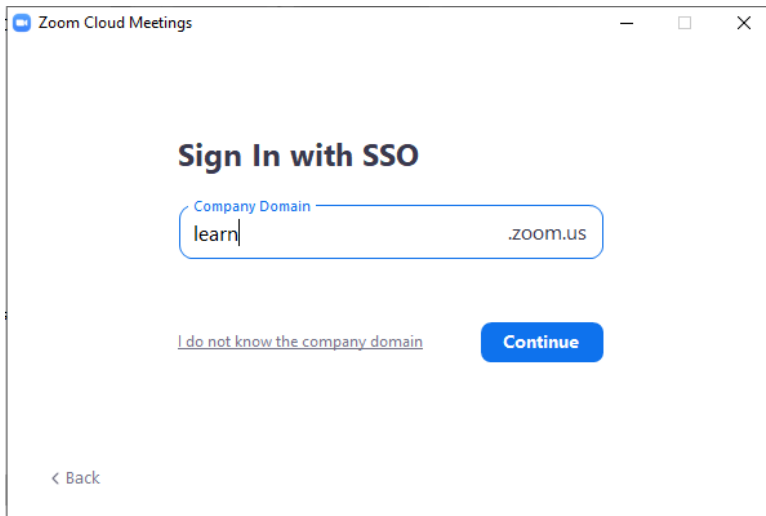 Zoom Cloud Meetings
Sign In with SSO
Company Domain
learn .zoom.us
I do not know the company domain Continue
Back